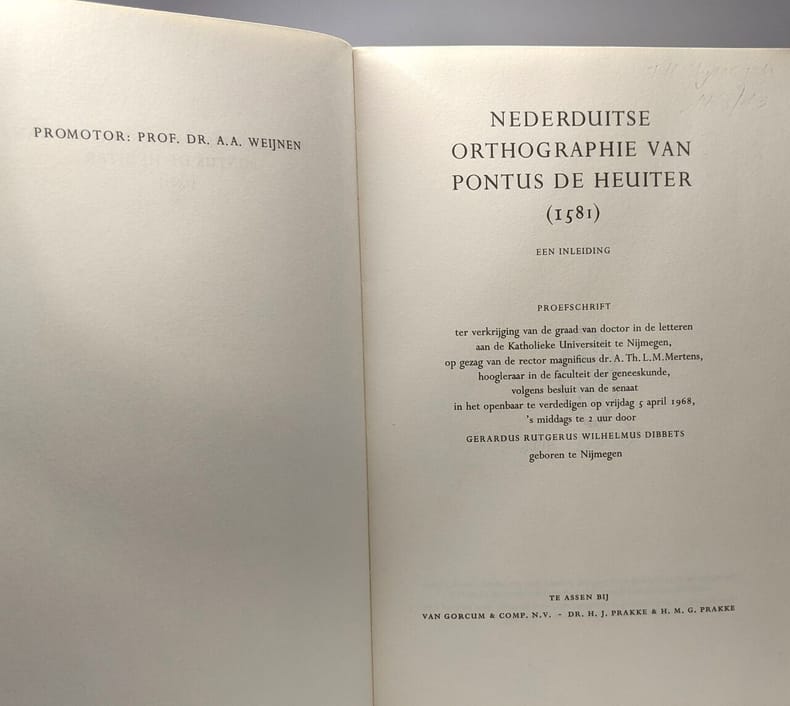 PROMOTOR: PROF. DR. A.A. WEIJNEN
NEDERDUITSE
ORTHOGRAPHIE VAN
PONTUS DE HEUITER
(1581)
EEN INLEIDING
PROEFSCHRIFT
ter verkrijging van de graad van doctor in de letteren
aan de Katholieke Universiteit te Nijmegen,
op gezag van de rector magnificus dr. A. Th. L.M. Mertens,
hoogleraar in de faculteit der geneeskunde,
volgens besluit van de senaat
in het openbaar te verdedigen op vrijdag 5 april 1968,
's middags te 2 uur door
GERARDUS RUTGERUS WILHELMUS DIBBETS
geboren te Nijmegen
TE ASSEN BIJ
VAN GORCUM & COMP. N.V. - DR. H. J. PRAKKE & H. M. G. PRAKKE